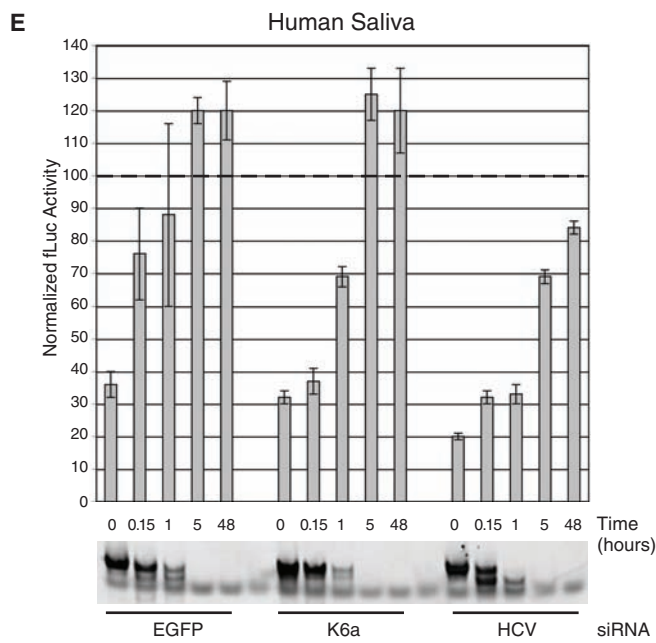 E
Human Saliva
Normalized fLuc Activity
140
130
120
110
100
90
80
70
60
50
40
30
20
10
0
0 0.15 1 5 48 0 0.15 1 5 48 0 0.15 1 5 48 Time
(hours)
EGFP K6a HCV siRNA